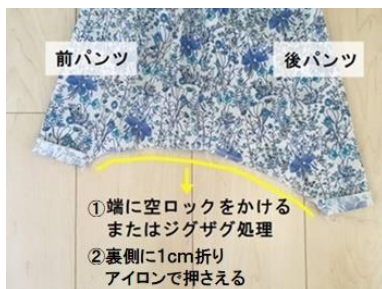 前パンツ
後パンツ
①端に空ロックをかける
またはジグザグ処理
②裏側に1cm折り
アイロンで押さえる